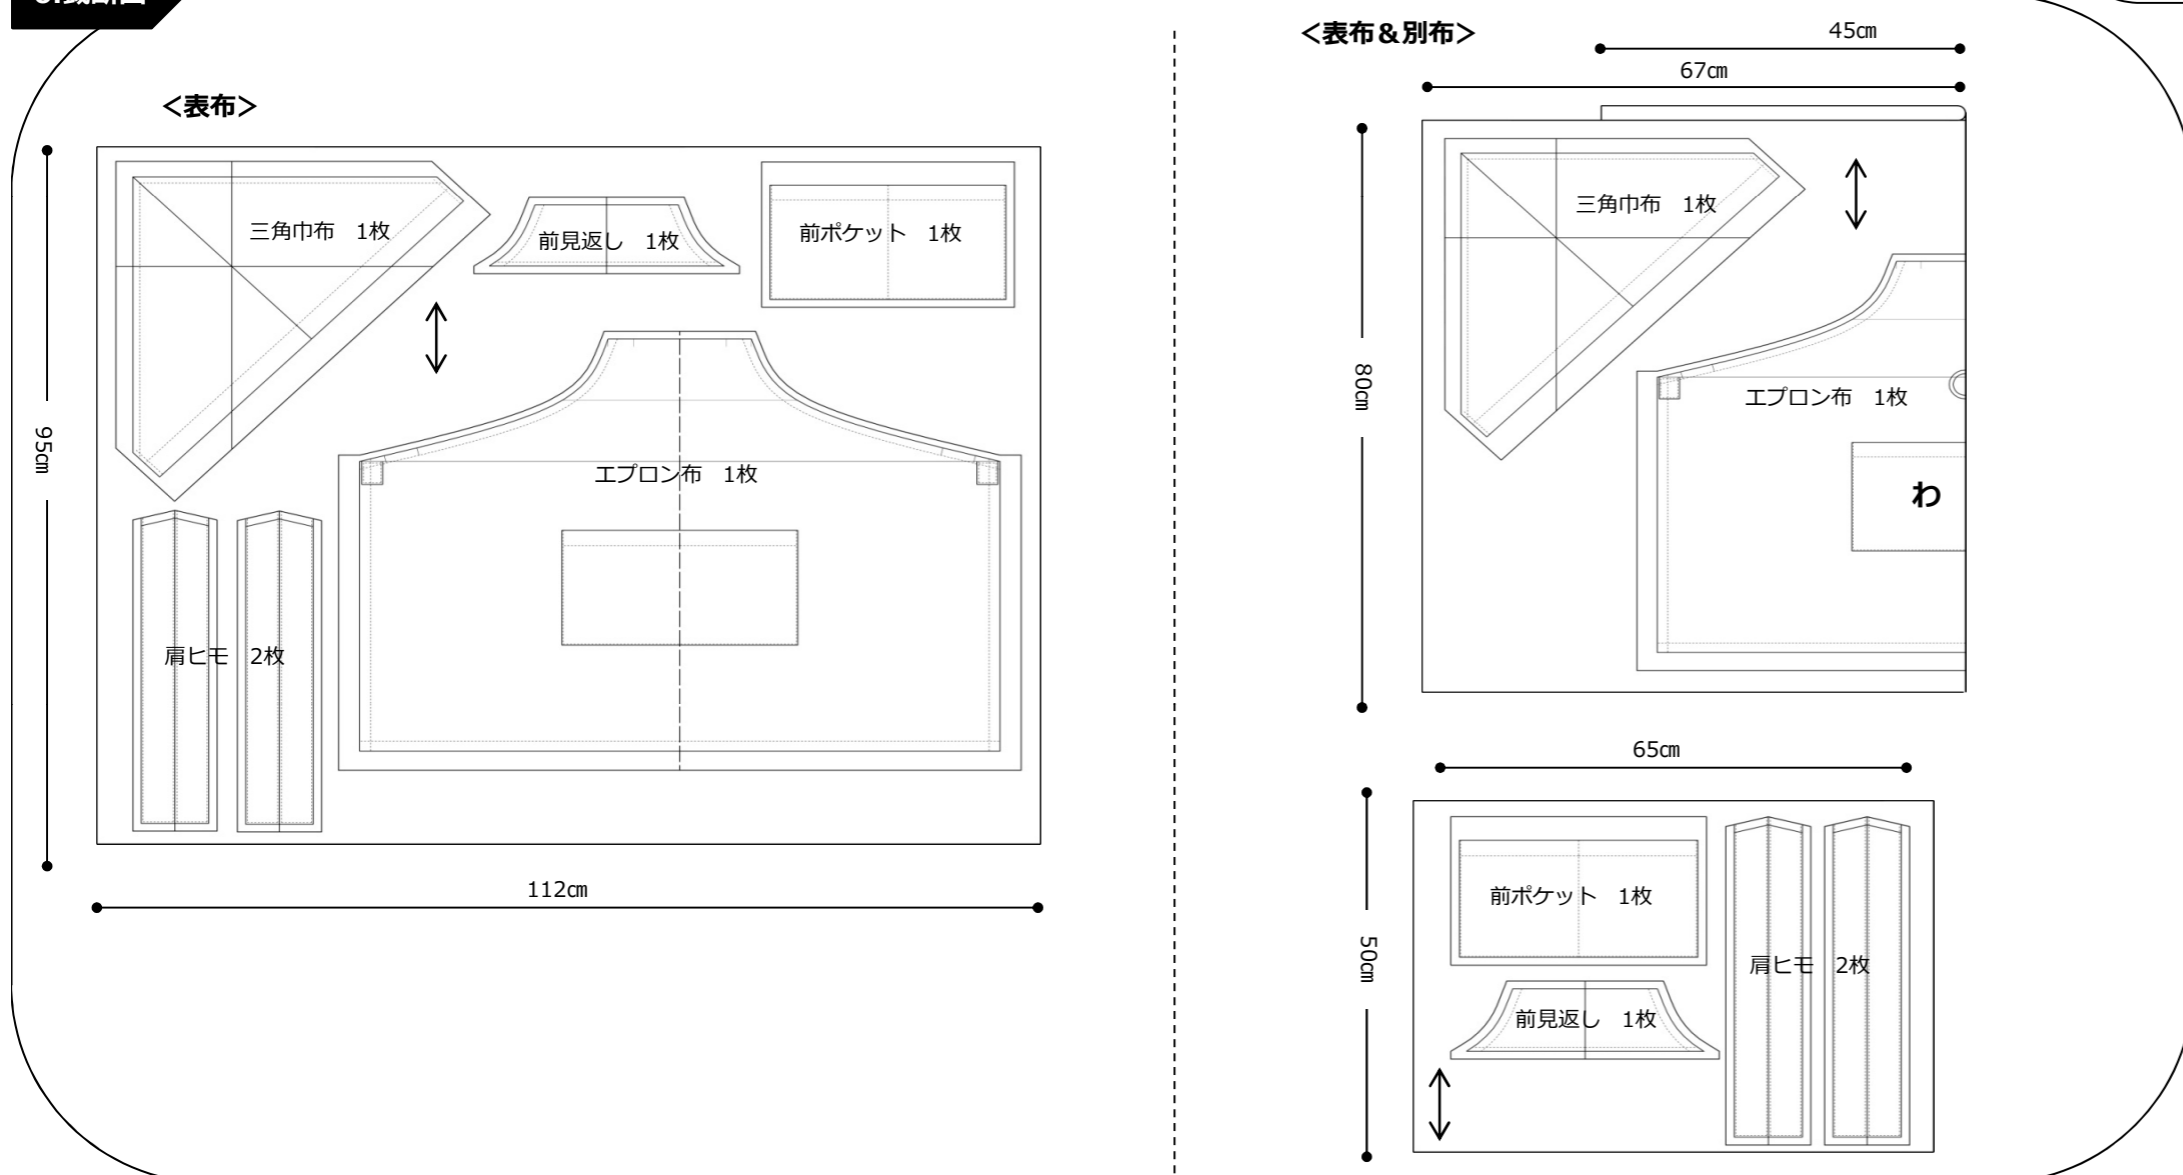 <表布>
三角巾布　1枚
前見返し　1枚
前ポケット　1枚
エプロン布　1枚
肩ヒモ　2枚
95㎝
112㎝
<表布&別布>
45㎝
67㎝
三角巾布　1枚
エプロン布　1枚
わ
80㎝
65㎝
前ポケット　1枚
前見返し　1枚
肩ヒモ　2枚
50㎝